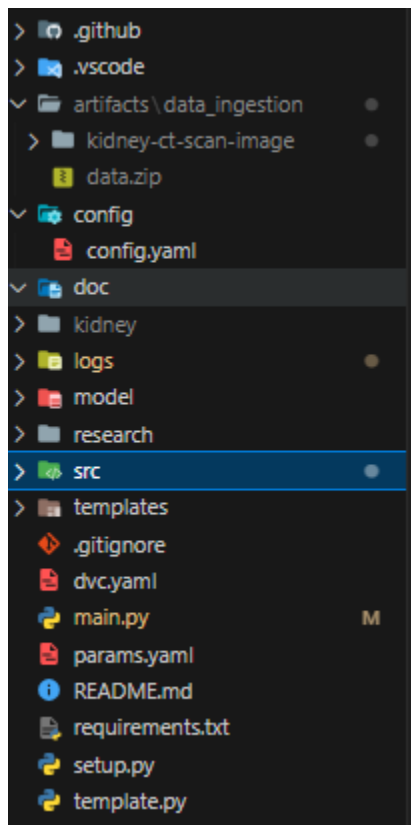 .github
.vscode
artifacts\data_ingestion
kidney-ct-scan-image
data.zip
config
config.yaml
doc
kidney
logs
model
research
src
templates
.gitignore
dvc.yaml
main.py M
params.yaml
README.md
requirements.txt
setup.py
template.py